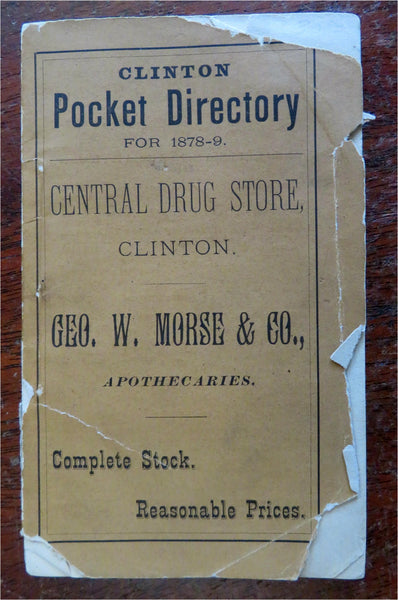 CLINTON
Pocket Directory
FOR 1878-9.
CENTRAL DRUG STORE,
CLINTON.
GEO. W. MORSE & CO.,
APOTHECARIES.
Complete Stock.
Reasonable Prices.